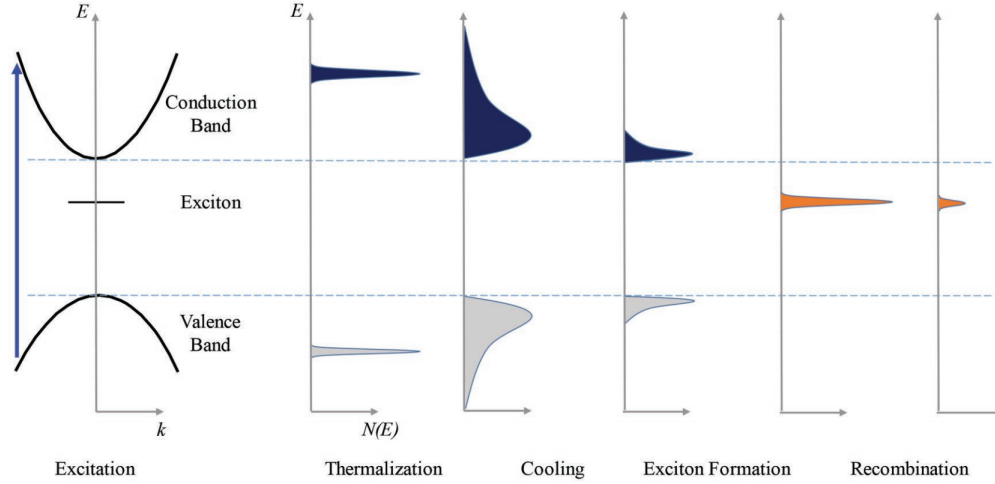 E
E
Conduction
Band
Exciton
Valence
Band
k
N(E)
Excitation
Thermalization
Cooling
Exciton Formation
Recombination